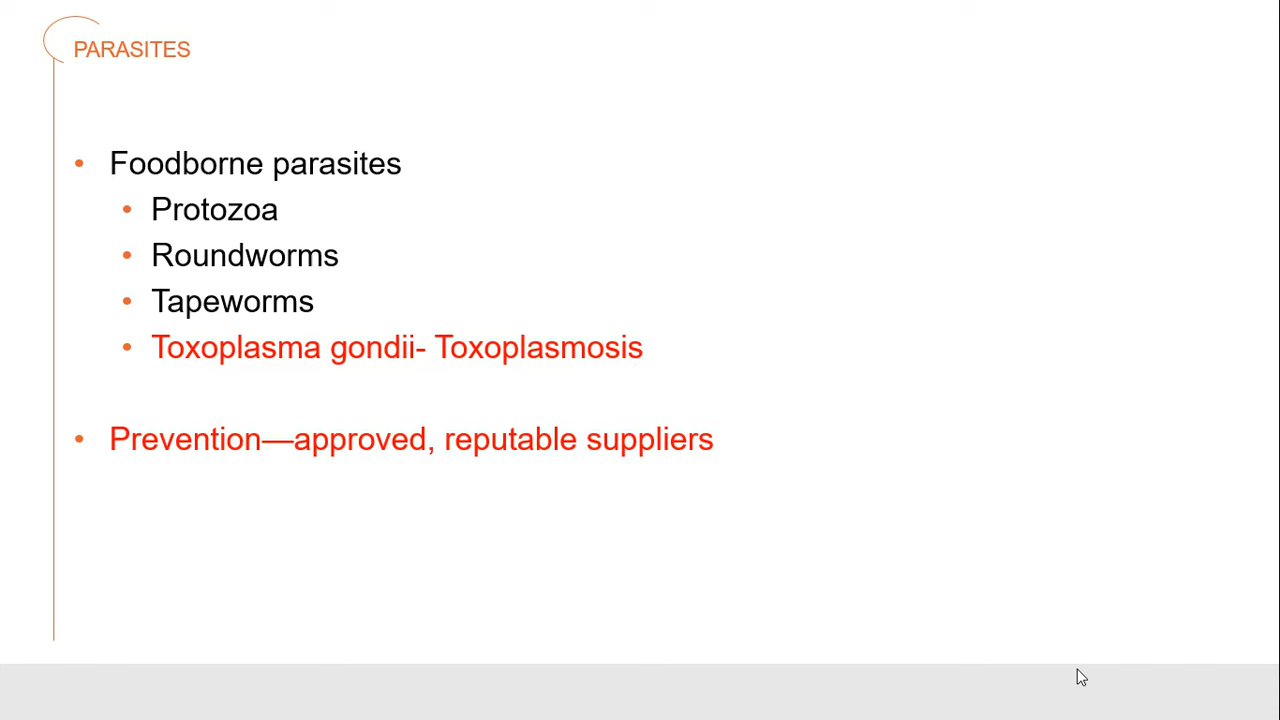 PARASITES
• Foodborne parasites
• Protozoa
• Roundworms
• Tapeworms
• Toxoplasma gondii- Toxoplasmosis
• Prevention—approved, reputable suppliers